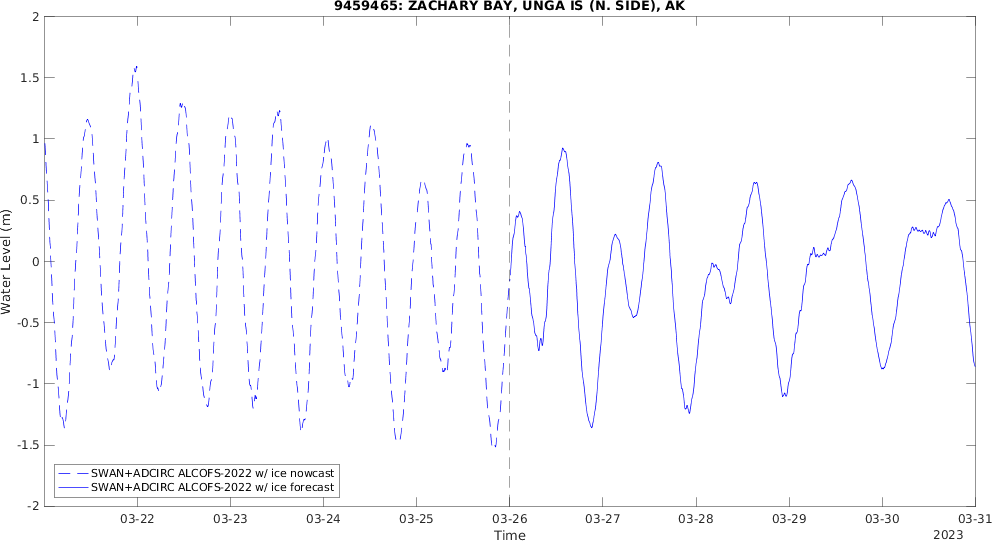 9459465: ZACHARY BAY, UNGA IS (N. SIDE), AK
2
1.5
1
0.5
0
-0.5
-1
-1.5
-2
Water Level (m)
SWAN+ADCIRC ALCOFS-2022 w/ ice nowcast
SWAN+ADCIRC ALCOFS-2022 w/ ice forecast
03-22 03-23 03-24 03-25 03-26 03-27 03-28 03-29 03-30 03-31
Time
2023